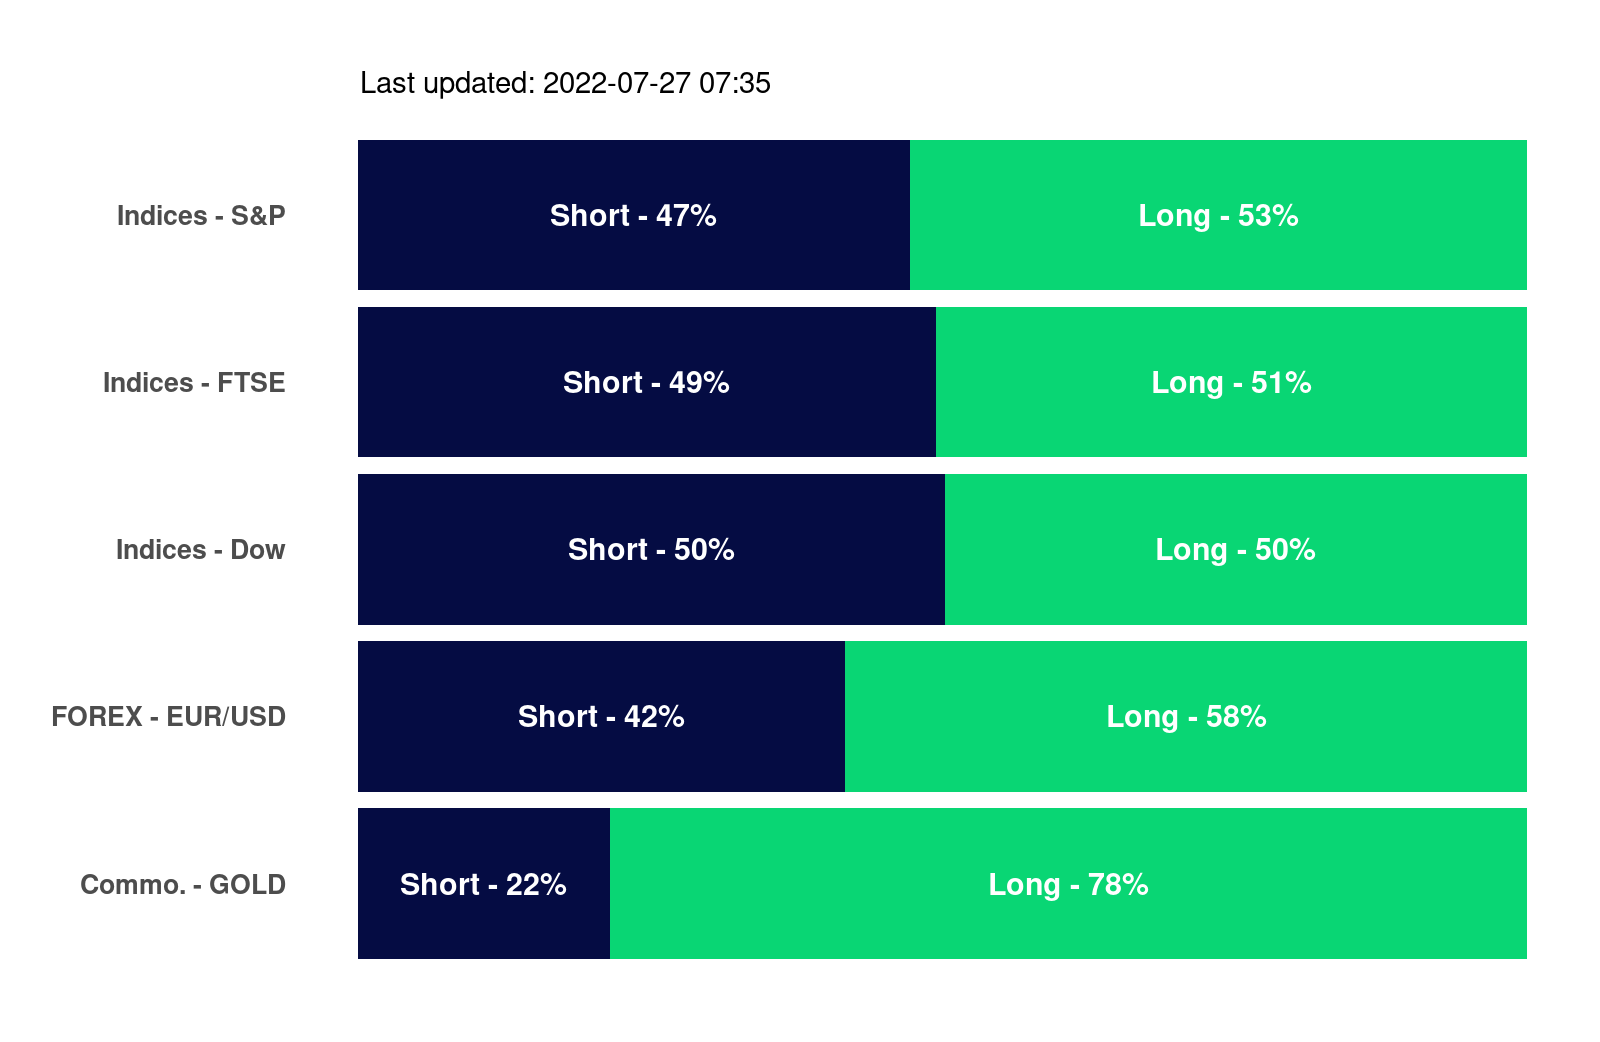 Last updated: 2022-07-27 07:35
Indices - S&P Short - 47% Long - 53%
Indices - FTSE Short - 49% Long - 51%
Indices - Dow Short - 50% Long - 50%
FOREX - EUR/USD Short - 42% Long - 58%
Commo. - GOLD Short - 22% Long - 78%